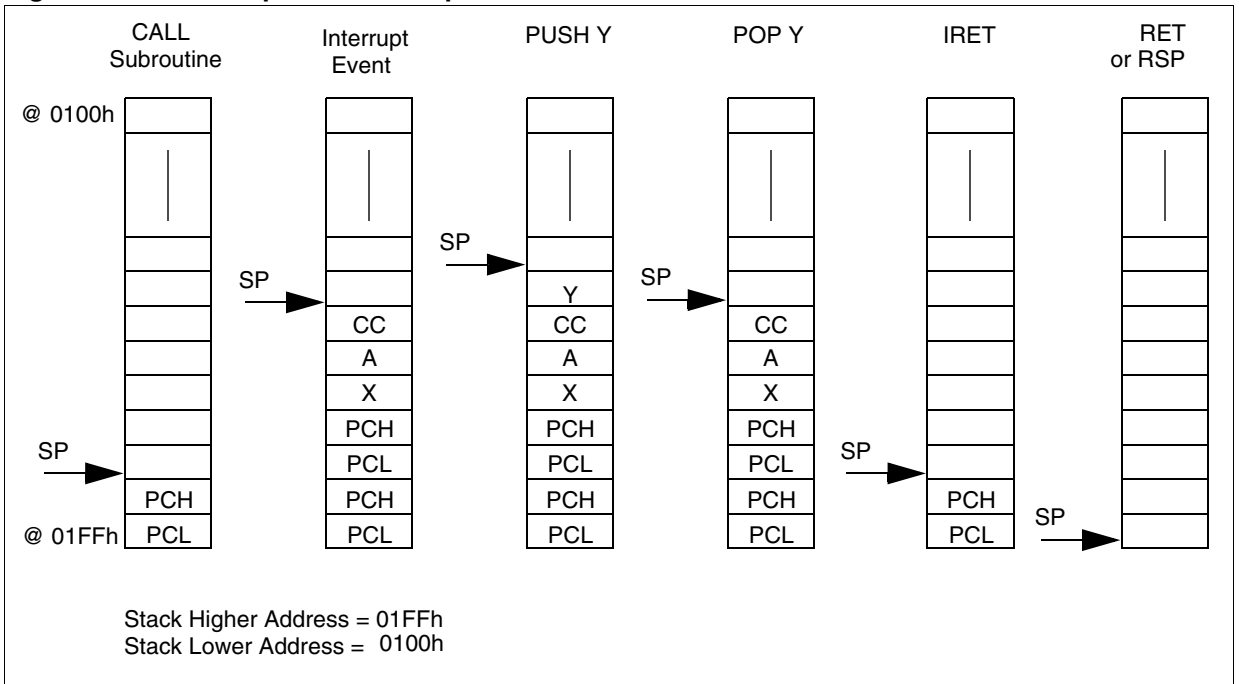 CALL
Subroutine
Interrupt
Event
PUSH Y
POP Y
IRET
RET
or RSP
@ 0100h
SP
SP
SP
Y
CC
CC
CC
A
A
A
X
X
X
PCH
PCH
PCH
SP
SP
PCL
PCL
PCL
PCH
PCH
PCH
PCH
PCH
SP
@ 01FFh
PCL
PCL
PCL
PCL
PCL
Stack Higher Address = 01FFh
Stack Lower Address = 0100h